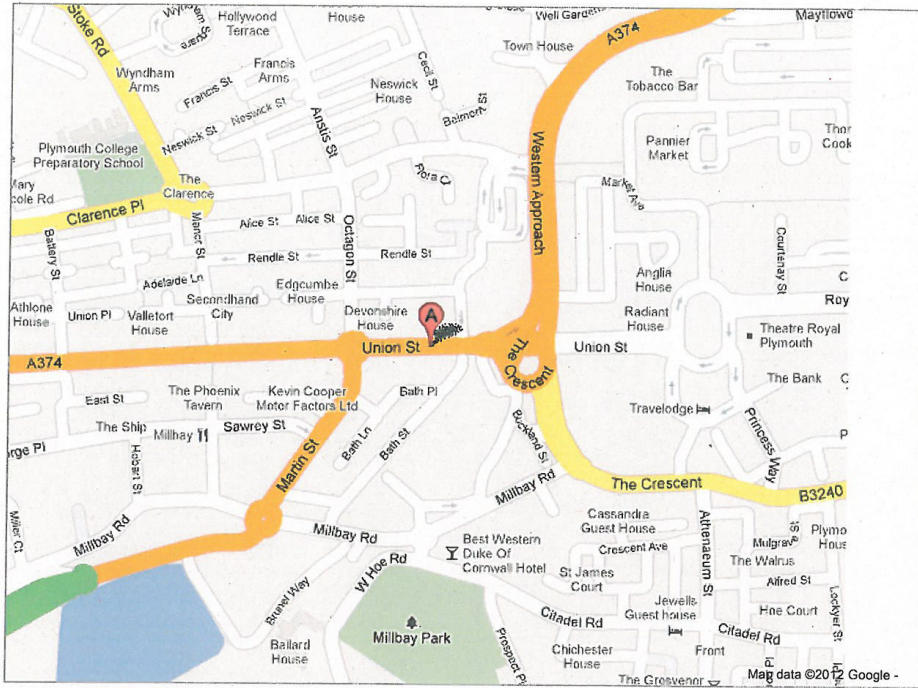 Stoke Rd
Hollywood
Terrace
House
Well Gardens
A374
Town House
Wyndham
Arms
Francis
Arms
Francis St
Neswick St
Neswick St
Neswick
House
Cecil St
The
Tobacco Bar
Anstis St
Plymouth College
Preparatory School
Western Approach
Pannier
Market
The
Clarence
Flora Ct
Market Ave
Clarence Pl
Manor St
Alice St
Alice St
Octagon St
Battery St
Rendle St
Rendle St
Courtenay St
Adelaide Ln
Edgcumbe
House
Anglia
House
Athlone
House
Union Pl
Valletort
House
Secondhand
City
Devonshire
House
A
Radiant
House
Roy
Theatre Royal
Plymouth
A374
Union St
The Crescent
Union St
The Bank
East St
The Phoenix
Tavern
Kevin Cooper
Motor Factors Ltd
Bath Pl
Travelodge
Princess Way
The Ship
Millbay
Sawrey St
Bath Ln
Bath St
Buckland St
Hobart St
Martin St
Millbay Rd
The Crescent
B3240
Millbay Rd
Millbay Rd
Cassandra
Guest House
Athenaeum St
Crescent Ave
The Walrus
Best Western
Duke Of
Cornwall Hotel
W Hoe Rd
St James
Court
Alfred St
Brunel Way
Jewells
Guest house
Hoe Court
Lockyer St
Citadel Rd
Citadel Rd
Millbay Park
Ballard
House
Prospect Pl
Chichester
House
Front
The Grosvenor
Map data ©2012 Google -